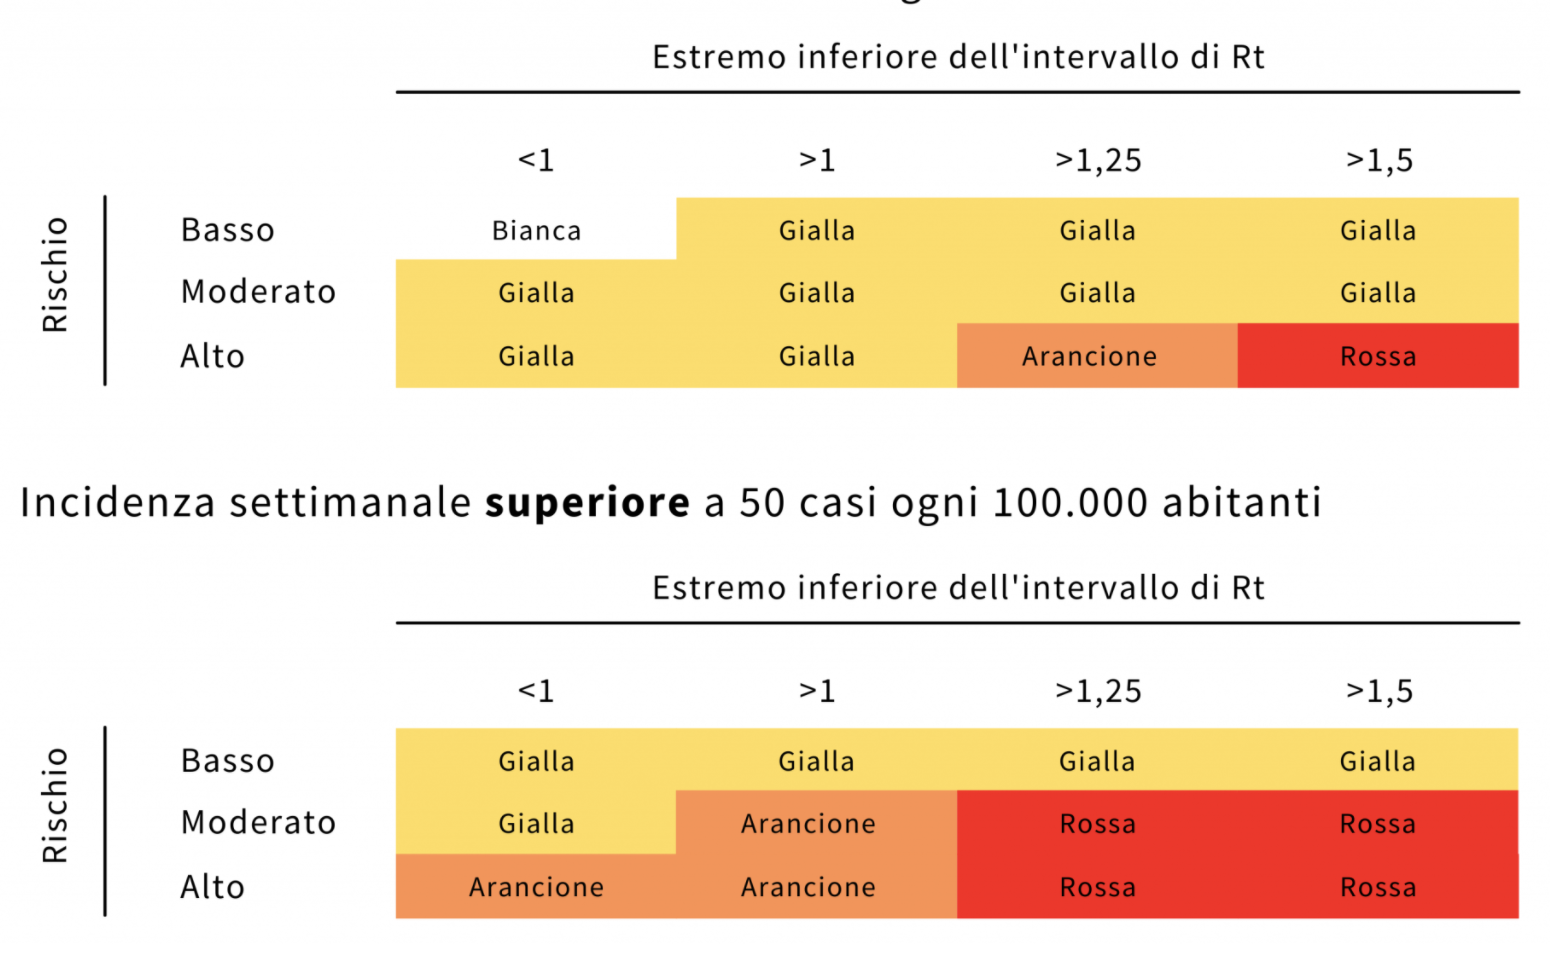 Estremo inferiore dell'intervallo di Rt
<1 >1 >1,25 >1,5
Rischio
Basso Bianca Gialla Gialla Gialla
Moderato Gialla Gialla Gialla Gialla
Alto Gialla Gialla Arancione Rossa
Incidenza settimanale superiore a 50 casi ogni 100.000 abitanti
Estremo inferiore dell'intervallo di Rt
<1 >1 >1,25 >1,5
Rischio
Basso Gialla Gialla Gialla Gialla
Moderato Gialla Arancione Rossa Rossa
Alto Arancione Arancione Rossa Rossa